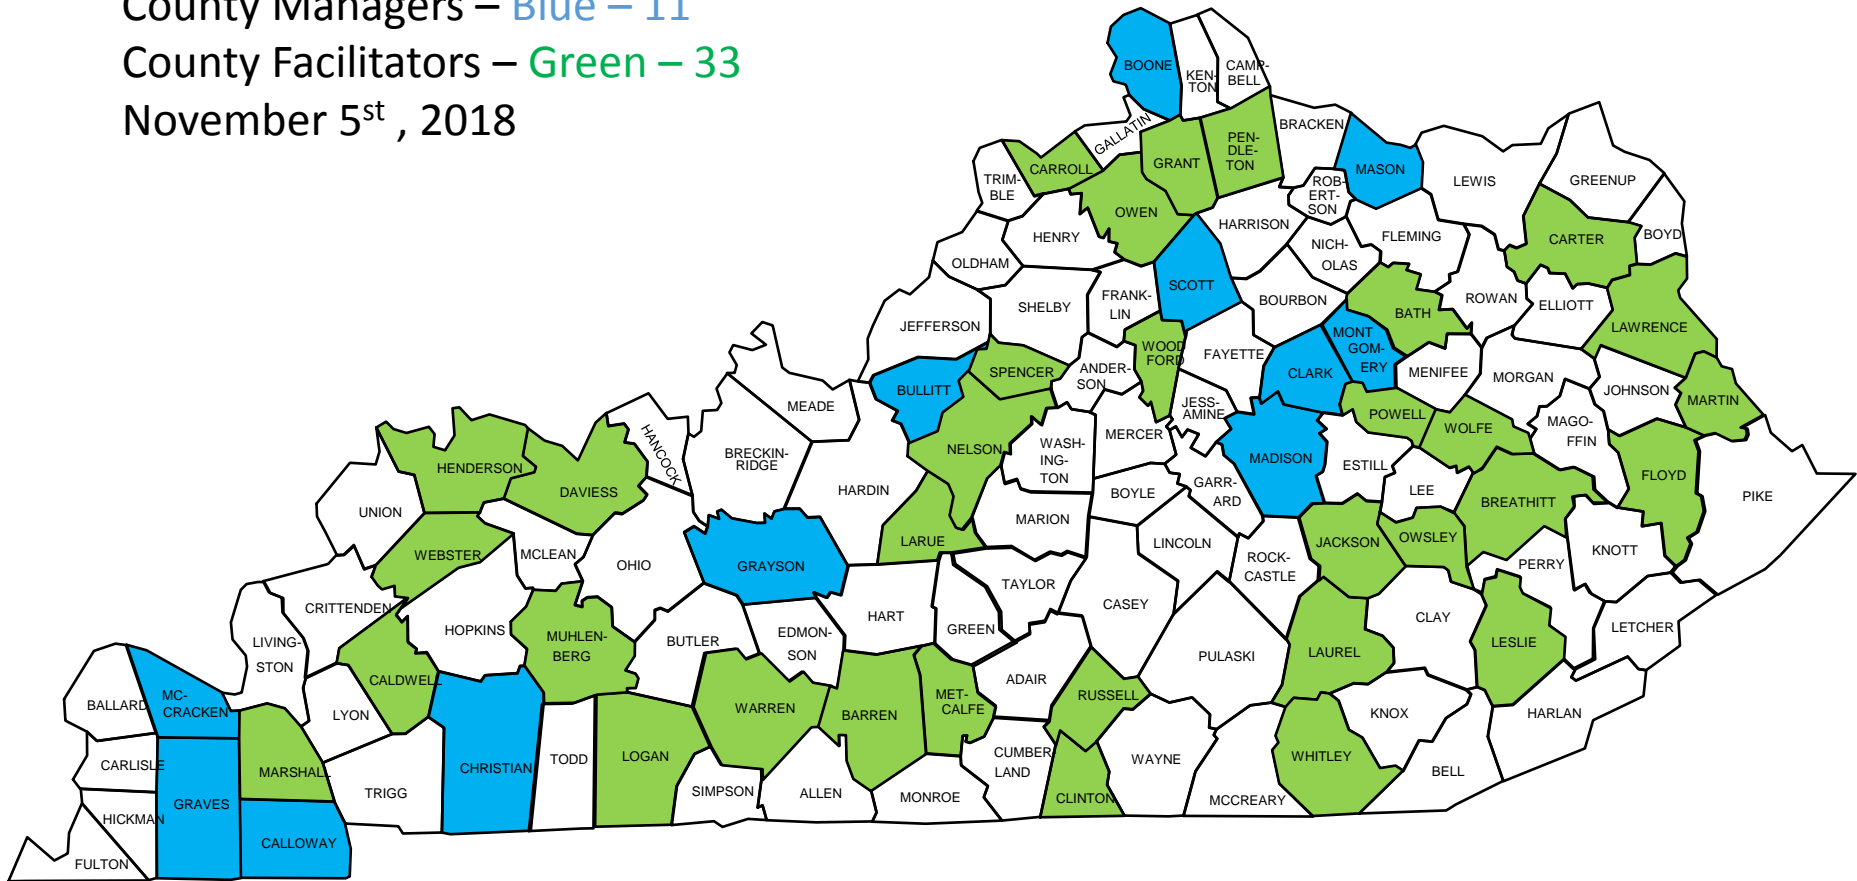 County Managers – Blue – 11
County Facilitators – Green – 33
November 5st , 2018
BOONE
KEN-
TON
CAMP-
BELL
GALLATIN
BRACKEN
PEN-
DLE-
TON
GRANT
CARROLL
MASON
TRIM-
BLE
ROB-
ERT-
SON
LEWIS
GREENUP
OWEN
HARRISON
HENRY
FLEMING
CARTER
BOYD
NICH-
OLAS
OLDHAM
SCOTT
BOURBON
SHELBY
FRANK-
LIN
ROWAN
ELLIOTT
BATH
JEFFERSON
LAWRENCE
MONT
GOM-
ERY
WOOD
FORD
FAYETTE
SPENCER
ANDER-
SON
CLARK
MENIFEE
MORGAN
JOHNSON
BULLITT
MARTIN
MEADE
JESS-
AMINE
POWELL
WOLFE
MAGO-
FFIN
HANCOCK
BRECKIN-
RIDGE
NELSON
WASH-
ING-
TON
MERCER
MADISON
ESTILL
HENDERSON
DAVIESS
HARDIN
BOYLE
GARR-
ARD
LEE
BREATHITT
FLOYD
PIKE
UNION
MARION
LINCOLN
WEBSTER
MCLEAN
OHIO
GRAYSON
LARUE
ROCK-
CASTLE
JACKSON
OWSLEY
PERRY
KNOTT
TAYLOR
CASEY
CRITTENDEN
HOPKINS
MUHLEN-
BERG
BUTLER
EDMON-
SON
HART
GREEN
CLAY
LETCHER
LIVING-
STON
PULASKI
LAUREL
LESLIE
CALDWELL
ADAIR
RUSSELL
BALLARD
MC-
CRACKEN
LYON
WARREN
BARREN
MET-
CALFE
KNOX
HARLAN
CARLISLE
MARSHALL
CHRISTIAN
TODD
LOGAN
CUMBER-
LAND
WAYNE
WHITLEY
BELL
HICKMAN
GRAVES
TRIGG
SIMPSON
ALLEN
MONROE
CLINTON
MCCREARY
CALLOWAY
FULTON